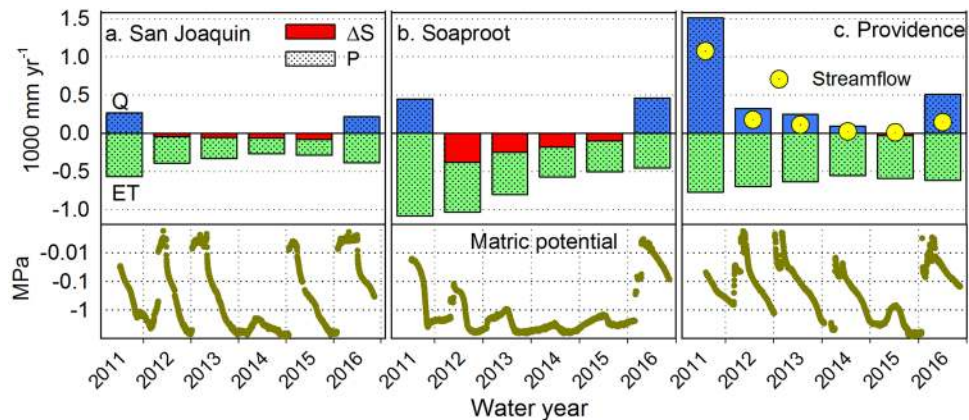 a. San Joaquin
ΔS
P
b. Soaproot
c. Providence
Streamflow
1.5
1.0
0.5
0.0
-0.5
-1.0
1000 mm yr⁻¹
Q
ET
Matric potential
MPa
-0.01
-0.1
-1
2011 2012 2013 2014 2015 2016
2011 2012 2013 2014 2015 2016
2011 2012 2013 2014 2015 2016
Water year